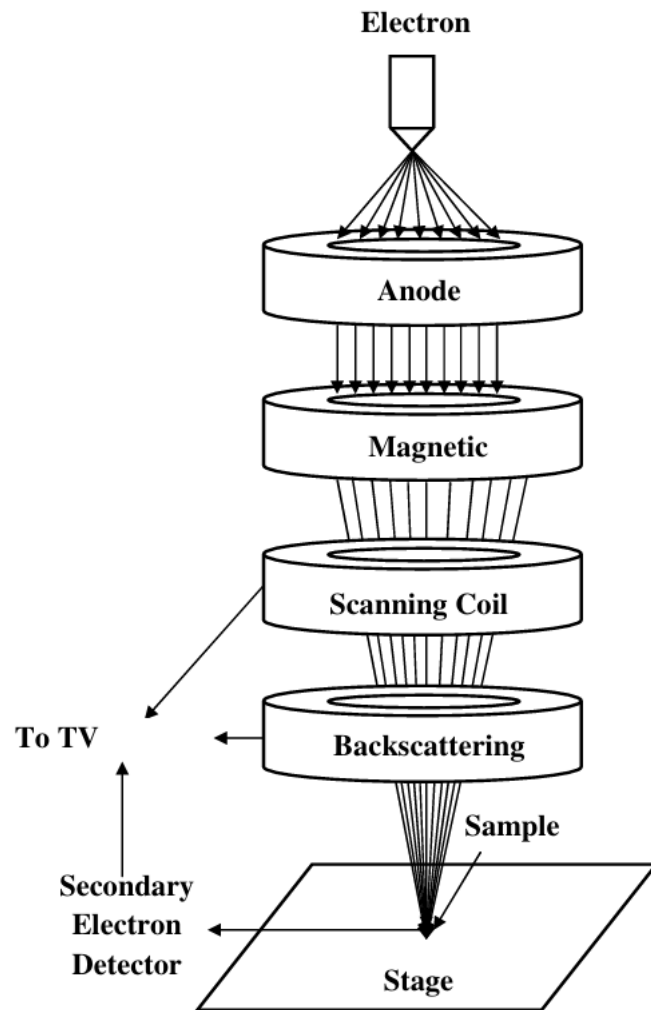 Electron
Anode
Magnetic
Scanning Coil
To TV
Backscattering
Sample
Secondary
Electron
Detector
Stage